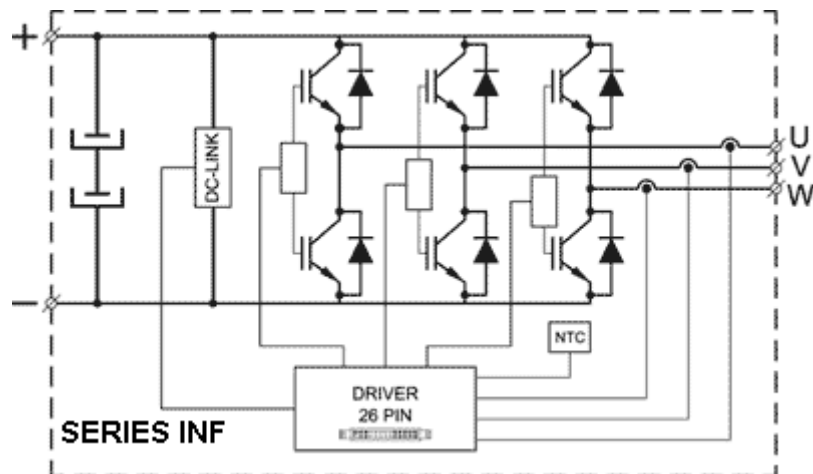 +
U
V
W
DC-LINK
−
NTC
DRIVER
26 PIN
SERIES INF